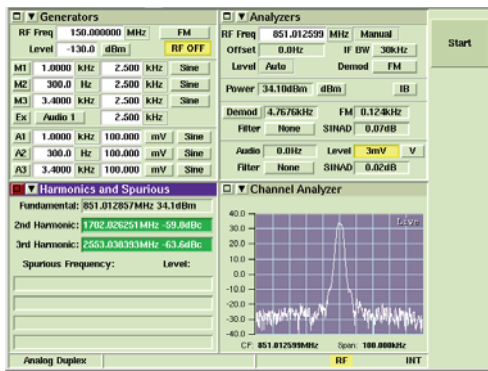 Generators
RF Freq 150.000000 MHz FM
Level -130.0 dBm RF OFF
M1 1.0000 kHz 2.500 kHz Sine
M2 300.0 Hz 2.500 kHz Sine
M3 3.4000 kHz 2.500 kHz Sine
Ex Audio 1 2.500 kHz
A1 1.0000 kHz 100.000 mV Sine
A2 300.0 Hz 100.000 mV Sine
A3 3.4000 kHz 100.000 mV Sine
Analyzers
RF Freq 851.012599 MHz Manual
Offset 0.0Hz IF BW 30kHz
Level Auto Demod FM
Power 34.10dBm dBm IB
Demod 4.7676kHz FM 0.124kHz
Filter None SINAD 0.07dB
Audio 0.0Hz Level 3mV V
Filter None SINAD 0.02dB
Start
Harmonics and Spurious
Fundamental: 851.012857MHz 34.1dBm
2nd Harmonic: 1702.026251MHz -59.8dBc
3rd Harmonic: 2553.038393MHz -63.6dBc
Spurious Frequency: Level:
Channel Analyzer
Live
40.0
30.0
20.0
10.0
0.0
-10.0
-20.0
-30.0
-40.0
CF: 851.012599MHz Span: 100.000kHz
Analog Duplex RF INT